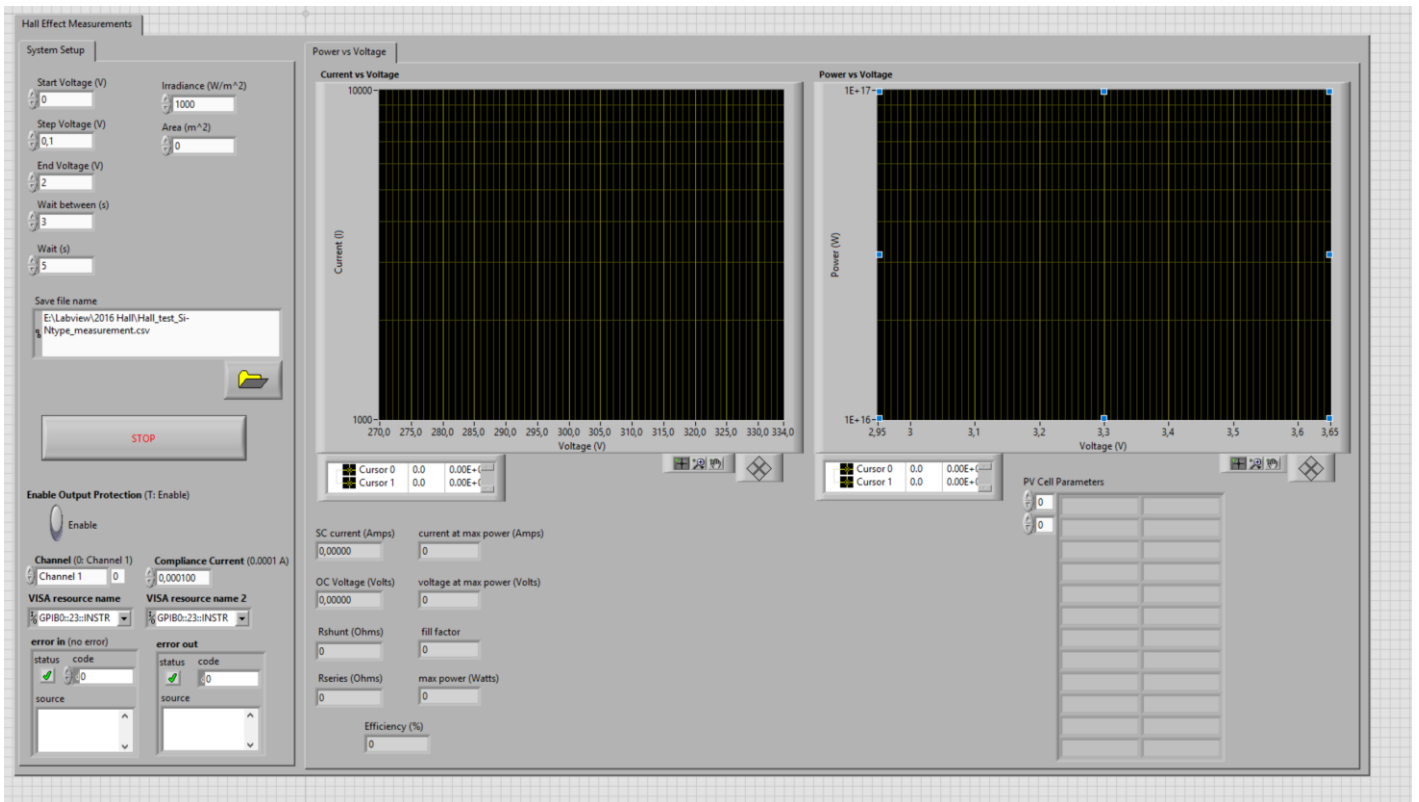 Hall Effect Measurements
System Setup
Start Voltage (V)
0
Irradiance (W/m^2)
1000
Step Voltage (V)
0,1
Area (m^2)
0
End Voltage (V)
2
Wait between (s)
3
Wait (s)
5
Save file name
E:\Labview\2016 Hall\Hall_test_Si-
Ntype_measurement.csv
STOP
Enable Output Protection (T: Enable)
Enable
Channel (0: Channel 1)
Channel 1 0
Compliance Current (0.0001 A)
0,000100
VISA resource name
GPIB0::23::INSTR
VISA resource name 2
GPIB0::23::INSTR
error in (no error)
status code
0
source
error out
status code
0
source
Power vs Voltage
Current vs Voltage
10000
1000
Current (I)
270,0 275,0 280,0 285,0 290,0 295,0 300,0 305,0 310,0 315,0 320,0 325,0 330,0 334,0
Voltage (V)
Cursor 0 0.0 0.00E+
Cursor 1 0.0 0.00E+
Power vs Voltage
1E+17
1E+16
Power (W)
2,95 3 3,1 3,2 3,3 3,4 3,5 3,6 3,65
Voltage (V)
Cursor 0 0.0 0.00E+
Cursor 1 0.0 0.00E+
PV Cell Parameters
0
0
SC current (Amps)
0,00000
current at max power (Amps)
0
OC Voltage (Volts)
0,00000
voltage at max power (Volts)
0
Rshunt (Ohms)
0
fill factor
0
Rseries (Ohms)
0
max power (Watts)
0
Efficiency (%)
0